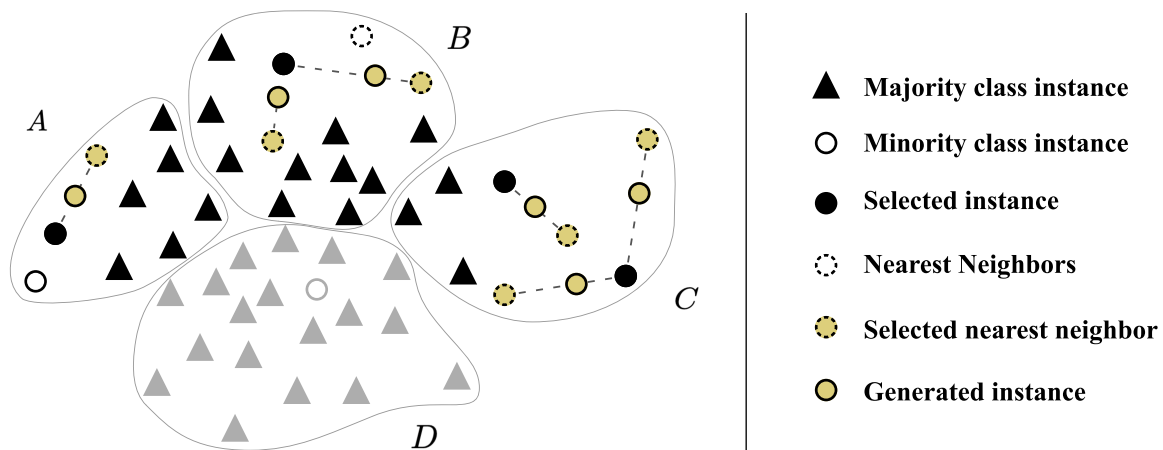 A
B
C
D
Majority class instance
Minority class instance
Selected instance
Nearest Neighbors
Selected nearest neighbor
Generated instance